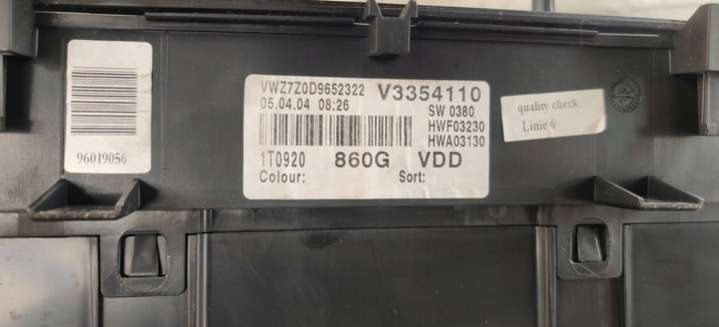 96019056
VWZ7Z0D9652322 V3354110
05.04.04 08:26 SW 0380
HWF03230
HWA03130
1T0920 860G VDD
Colour: Sort:
quality check
Linie 6